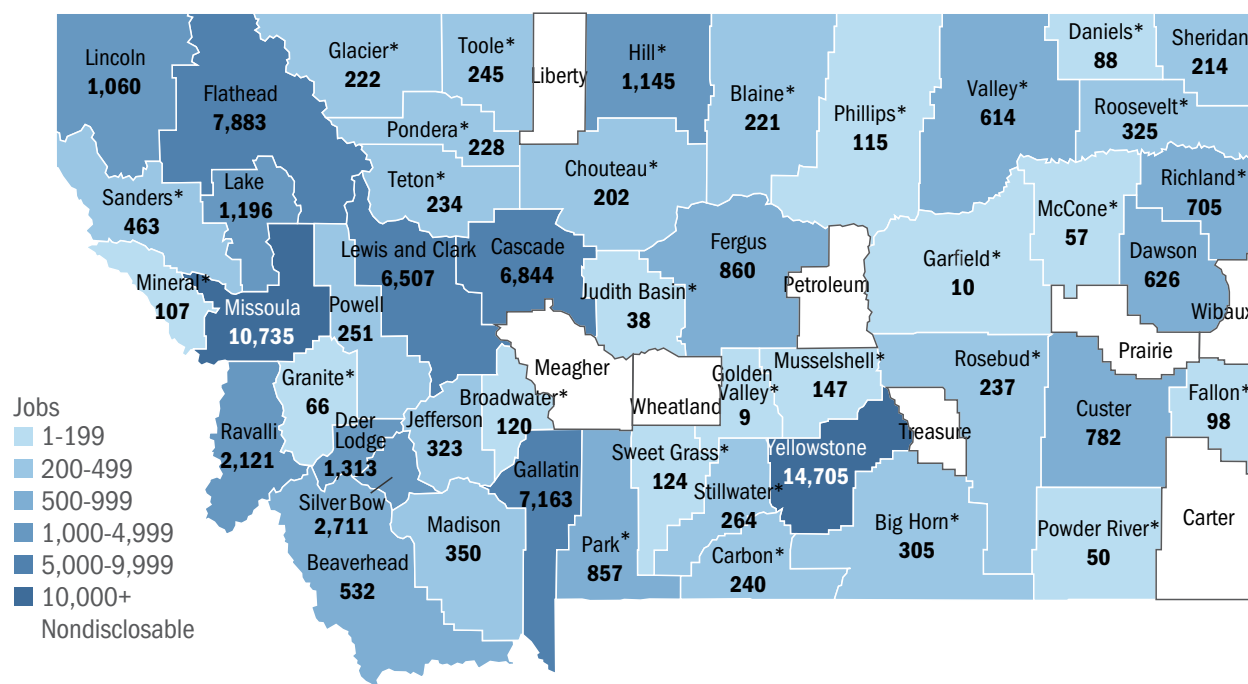 Lincoln
1,060
Flathead
7,883
Glacier*
222
Toole*
245
Liberty
Hill*
1,145
Blaine*
221
Phillips*
115
Valley*
614
Daniels*
88
Sheridan
214
Roosevelt*
325
Pondera*
228
Teton*
234
Chouteau*
202
Sanders*
463
Lake
1,196
Richland*
705
McCone*
57
Dawson
626
Wibaux
Garfield*
10
Mineral*
107
Missoula
10,735
Powell
251
Lewis and Clark
6,507
Cascade
6,844
Judith Basin*
38
Fergus
860
Petroleum
Prairie
Meagher
Wheatland
Golden
Valley*
9
Musselshell*
147
Rosebud*
237
Treasure
Custer
782
Fallon*
98
Granite*
66
Ravalli
2,121
Deer
Lodge
1,313
Silver Bow
2,711
Jefferson
323
Broadwater*
120
Gallatin
7,163
Sweet Grass*
124
Stillwater*
264
Yellowstone
14,705
Big Horn*
305
Powder River*
50
Carter
Beaverhead
532
Madison
350
Park*
857
Carbon*
240
Jobs
1-199
200-499
500-999
1,000-4,999
5,000-9,999
10,000+
Nondisclosable